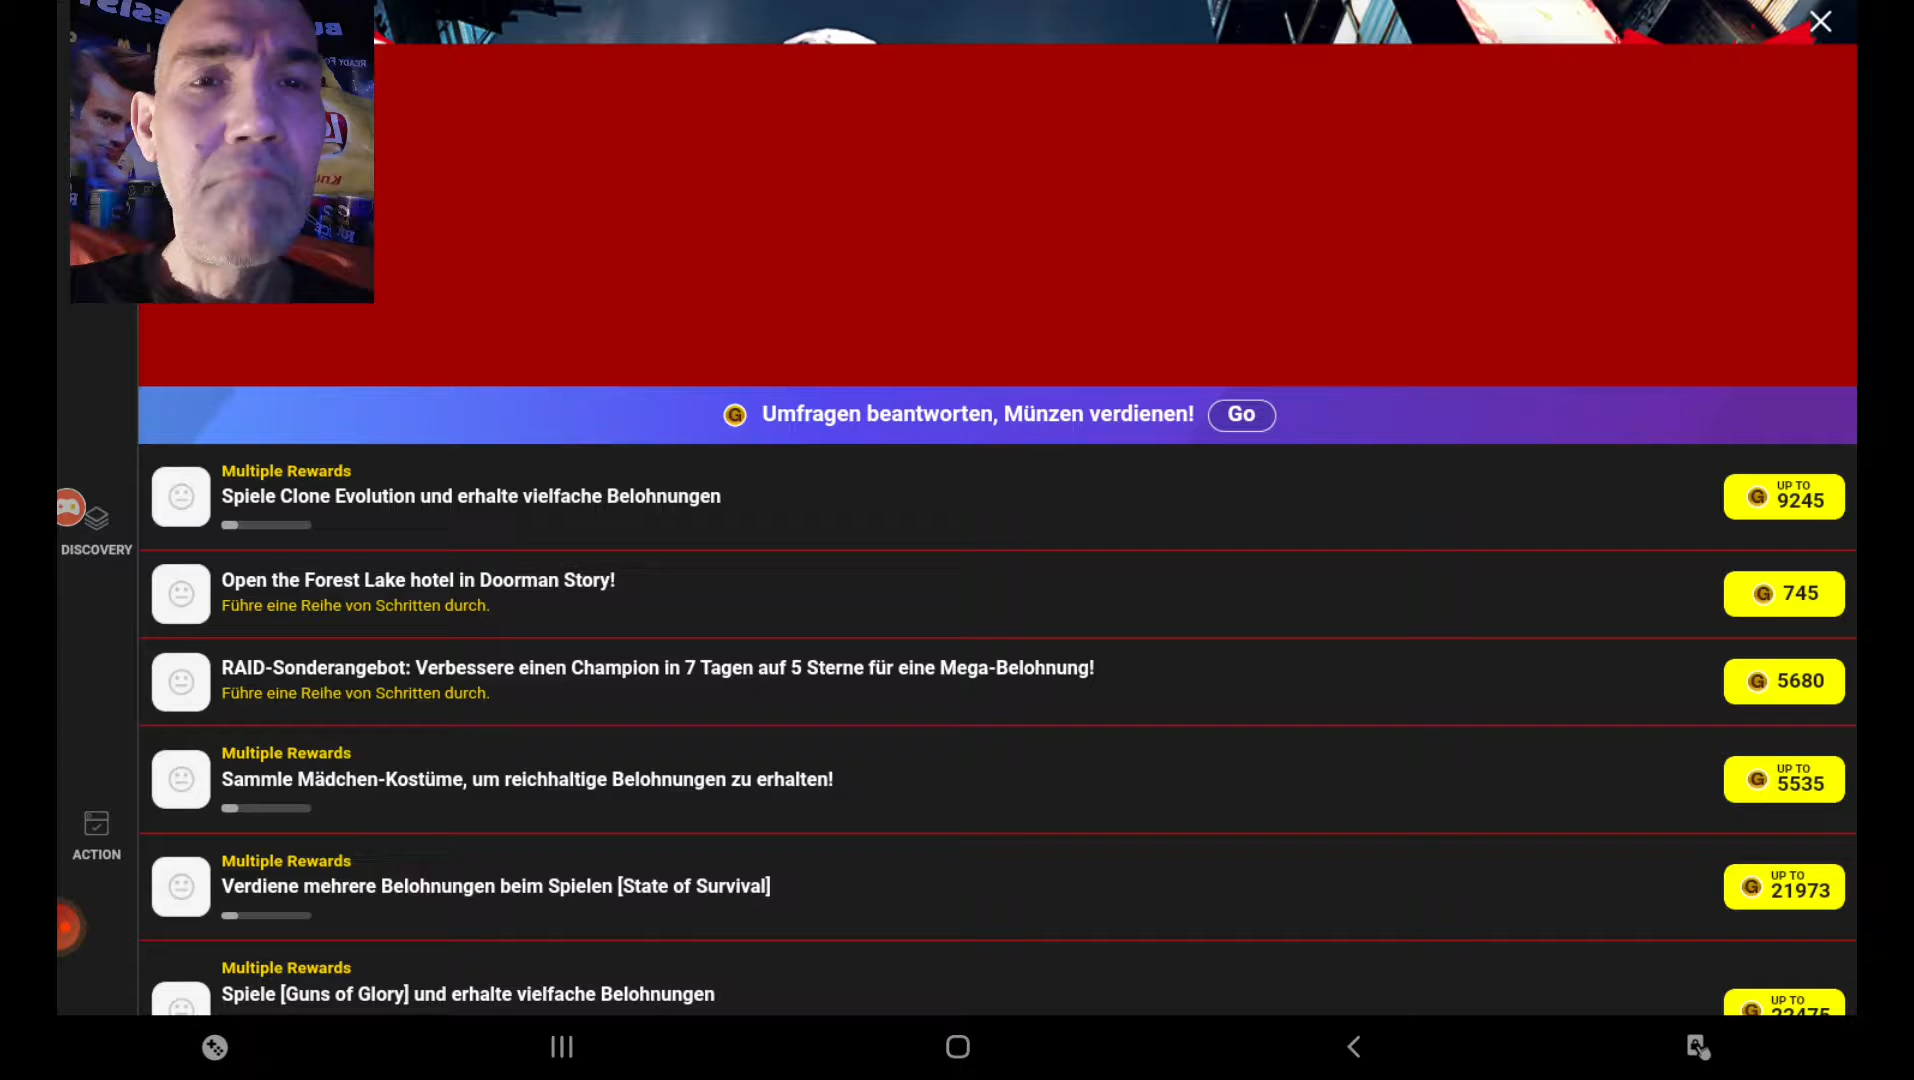 READY FOR
Umfragen beantworten, Münzen verdienen! Go
Multiple Rewards
Spiele Clone Evolution und erhalte vielfache Belohnungen
UP TO
9245
DISCOVERY
Open the Forest Lake hotel in Doorman Story!
Führe eine Reihe von Schritten durch.
745
RAID-Sonderangebot: Verbessere einen Champion in 7 Tagen auf 5 Sterne für eine Mega-Belohnung!
Führe eine Reihe von Schritten durch.
5680
Multiple Rewards
Sammle Mädchen-Kostüme, um reichhaltige Belohnungen zu erhalten!
UP TO
5535
ACTION
Multiple Rewards
Verdiene mehrere Belohnungen beim Spielen [State of Survival]
UP TO
21973
Multiple Rewards
Spiele [Guns of Glory] und erhalte vielfache Belohnungen
UP TO